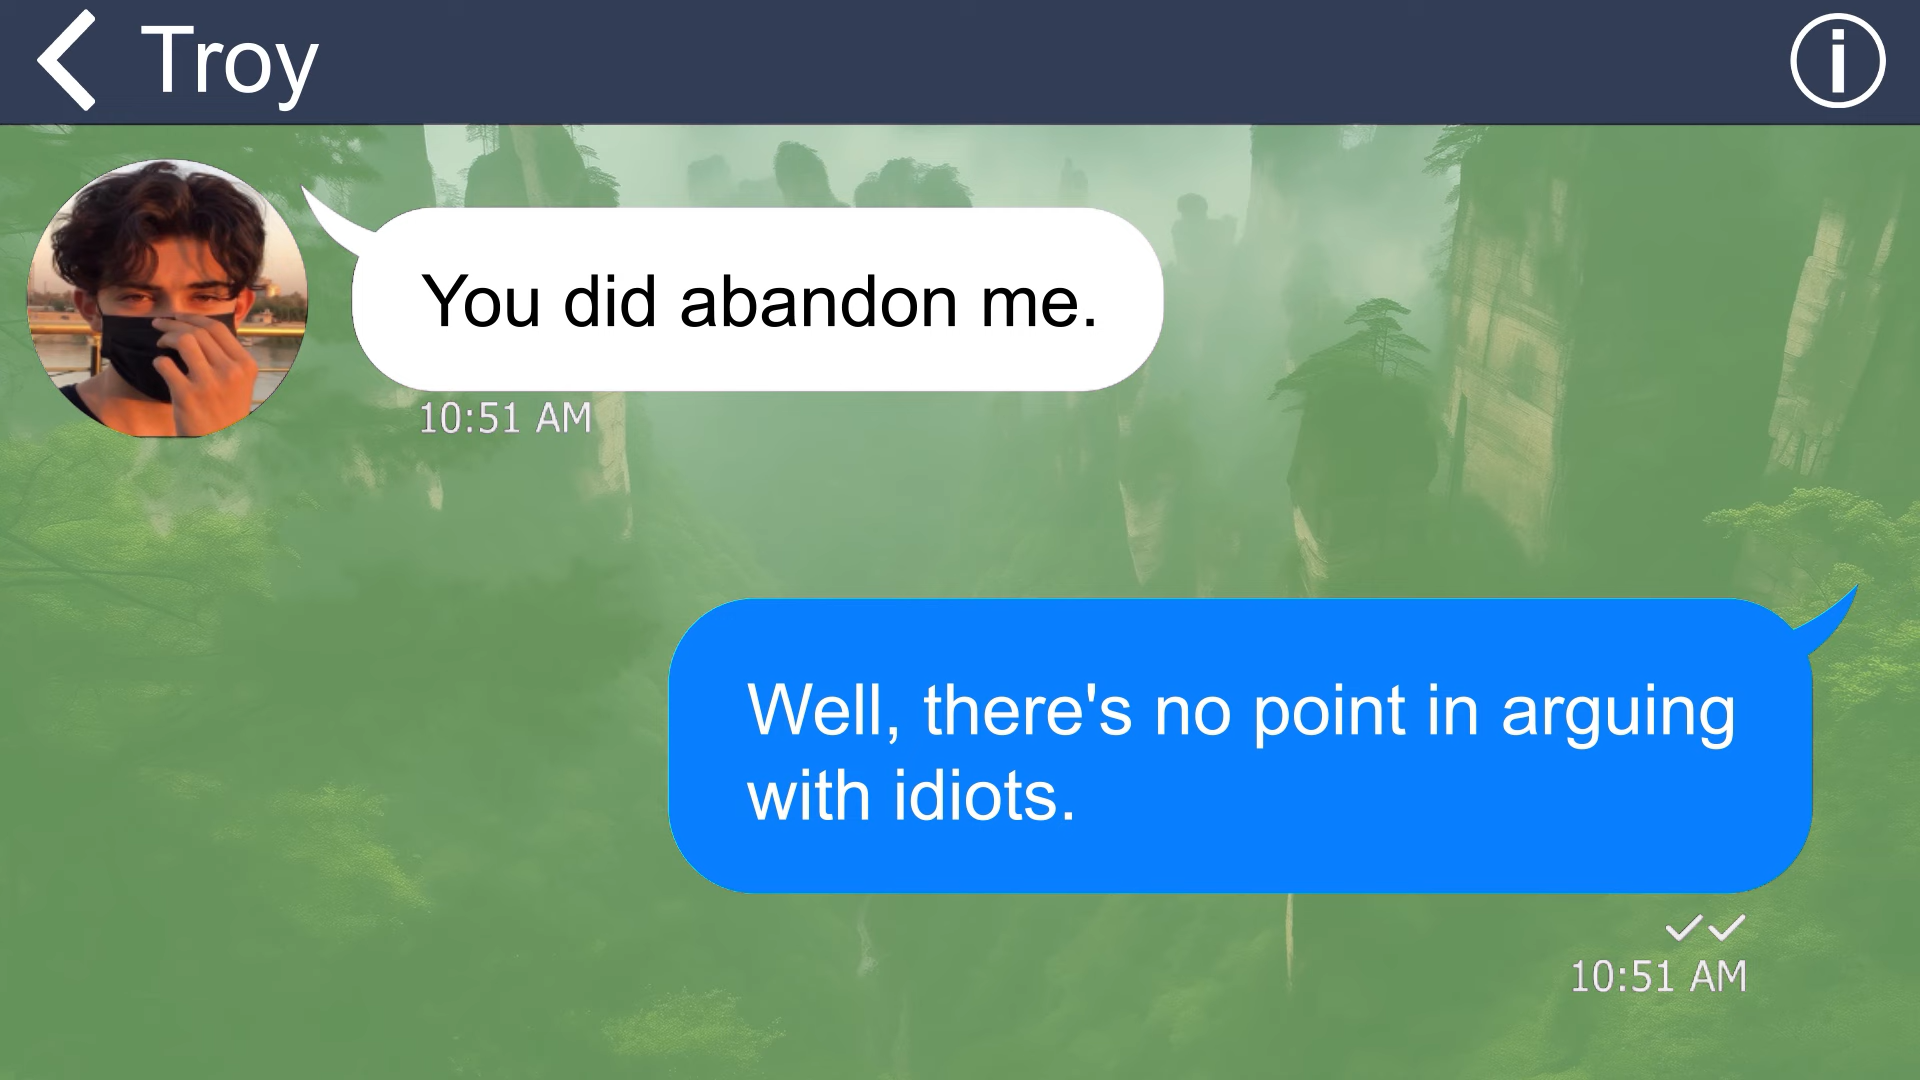 Troy
You did abandon me.
10:51 AM
Well, there's no point in arguing
with idiots.
10:51 AM